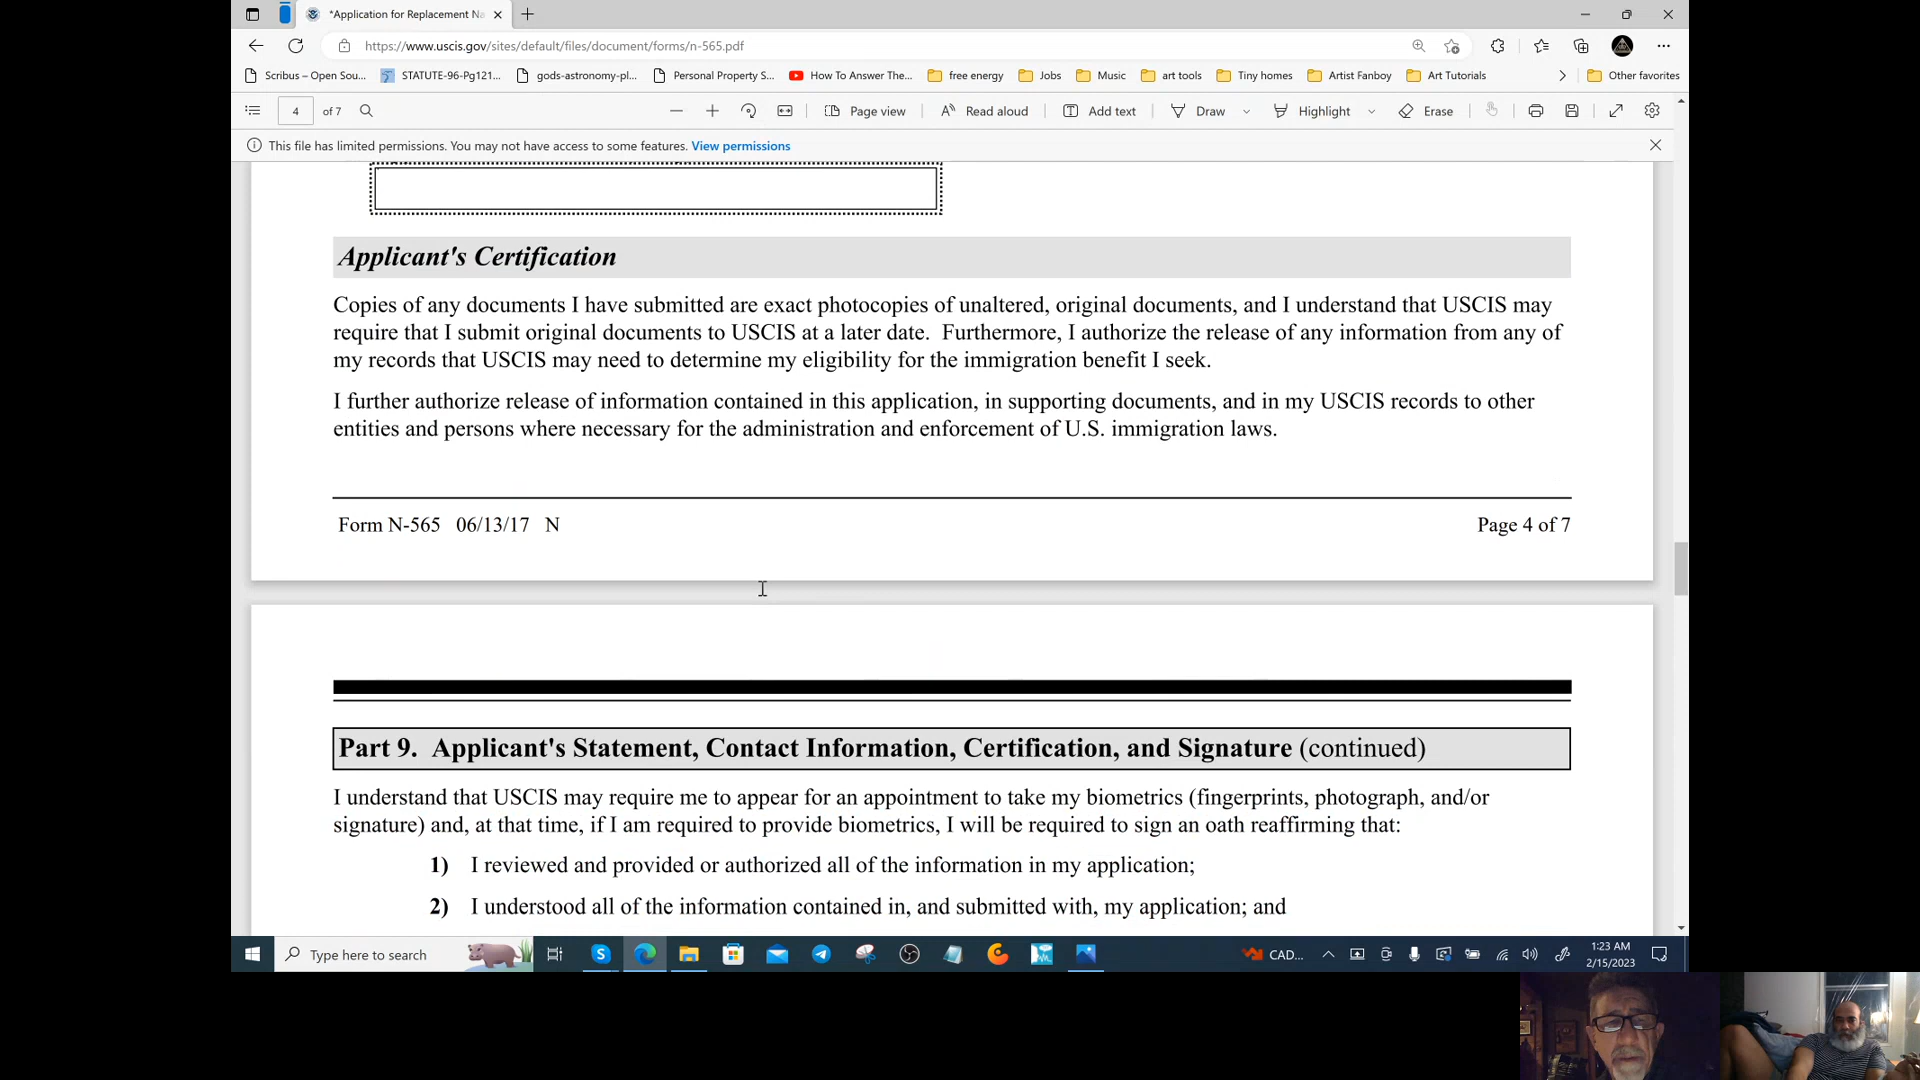 *Application for Replacement Na
https://www.uscis.gov/sites/default/files/document/forms/n-565.pdf
Scribus – Open Sou...
STATUTE-96-Pg121...
gods-astronomy-pl...
Personal Property S...
How To Answer The...
free energy
Jobs
Music
art tools
Tiny homes
Artist Fanboy
Art Tutorials
Other favorites
4 of 7
Page view
Read aloud
Add text
Draw
Highlight
Erase
This file has limited permissions. You may not have access to some features. View permissions
Applicant's Certification
Copies of any documents I have submitted are exact photocopies of unaltered, original documents, and I understand that USCIS may
require that I submit original documents to USCIS at a later date. Furthermore, I authorize the release of any information from any of
my records that USCIS may need to determine my eligibility for the immigration benefit I seek.
I further authorize release of information contained in this application, in supporting documents, and in my USCIS records to other
entities and persons where necessary for the administration and enforcement of U.S. immigration laws.
Form N-565 06/13/17 N
Page 4 of 7
Part 9. Applicant's Statement, Contact Information, Certification, and Signature (continued)
I understand that USCIS may require me to appear for an appointment to take my biometrics (fingerprints, photograph, and/or
signature) and, at that time, if I am required to provide biometrics, I will be required to sign an oath reaffirming that:
1) I reviewed and provided or authorized all of the information in my application;
2) I understood all of the information contained in, and submitted with, my application; and
Type here to search
CAD...
1:23 AM
2/15/2023